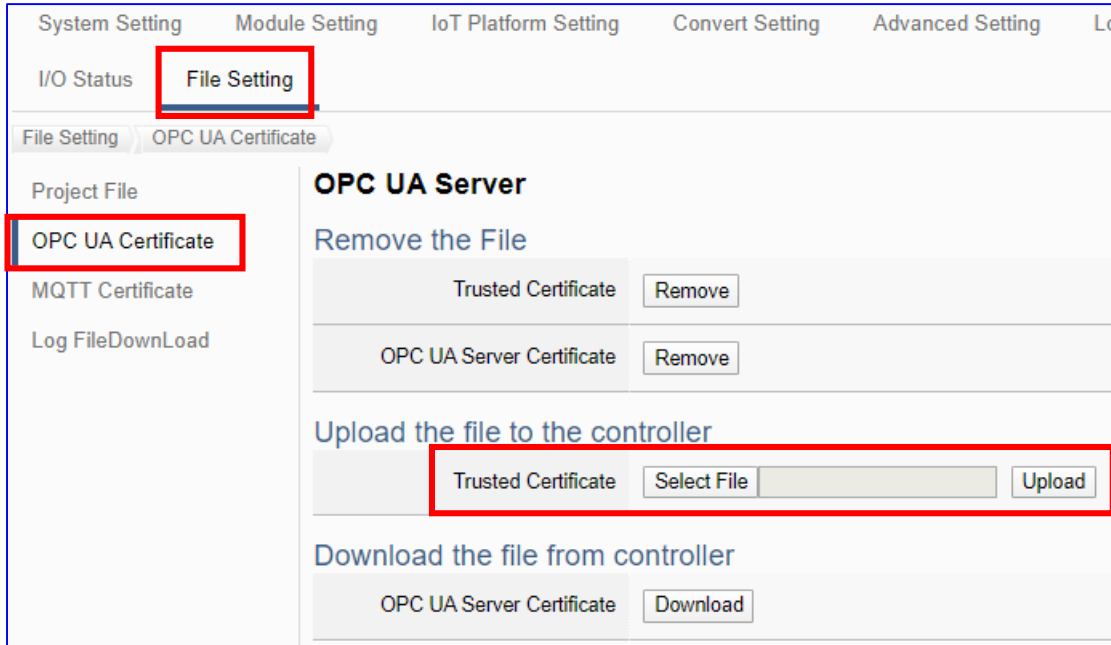 System Setting Module Setting IoT Platform Setting Convert Setting Advanced Setting
I/O Status File Setting
File Setting OPC UA Certificate
Project File
OPC UA Certificate
MQTT Certificate
Log FileDownLoad
OPC UA Server
Remove the File
Trusted Certificate Remove
OPC UA Server Certificate Remove
Upload the file to the controller
Trusted Certificate Select File Upload
Download the file from controller
OPC UA Server Certificate Download